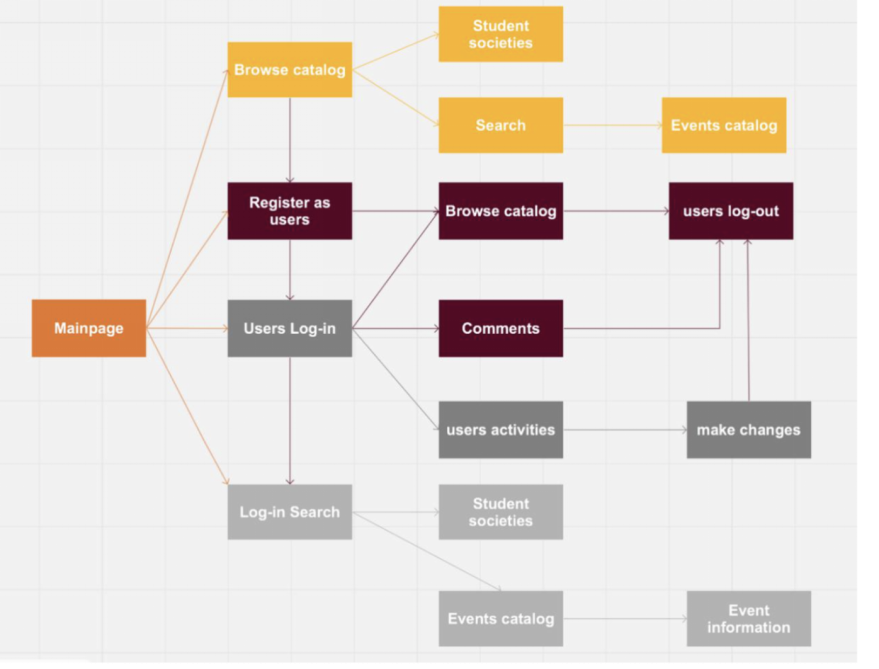 Student
societies
Browse catalog
Search
Events catalog
Register as
users
Browse catalog
users log-out
Mainpage
Users Log-in
Comments
users activities
make changes
Log-in Search
Student
societies
Events catalog
Event
information